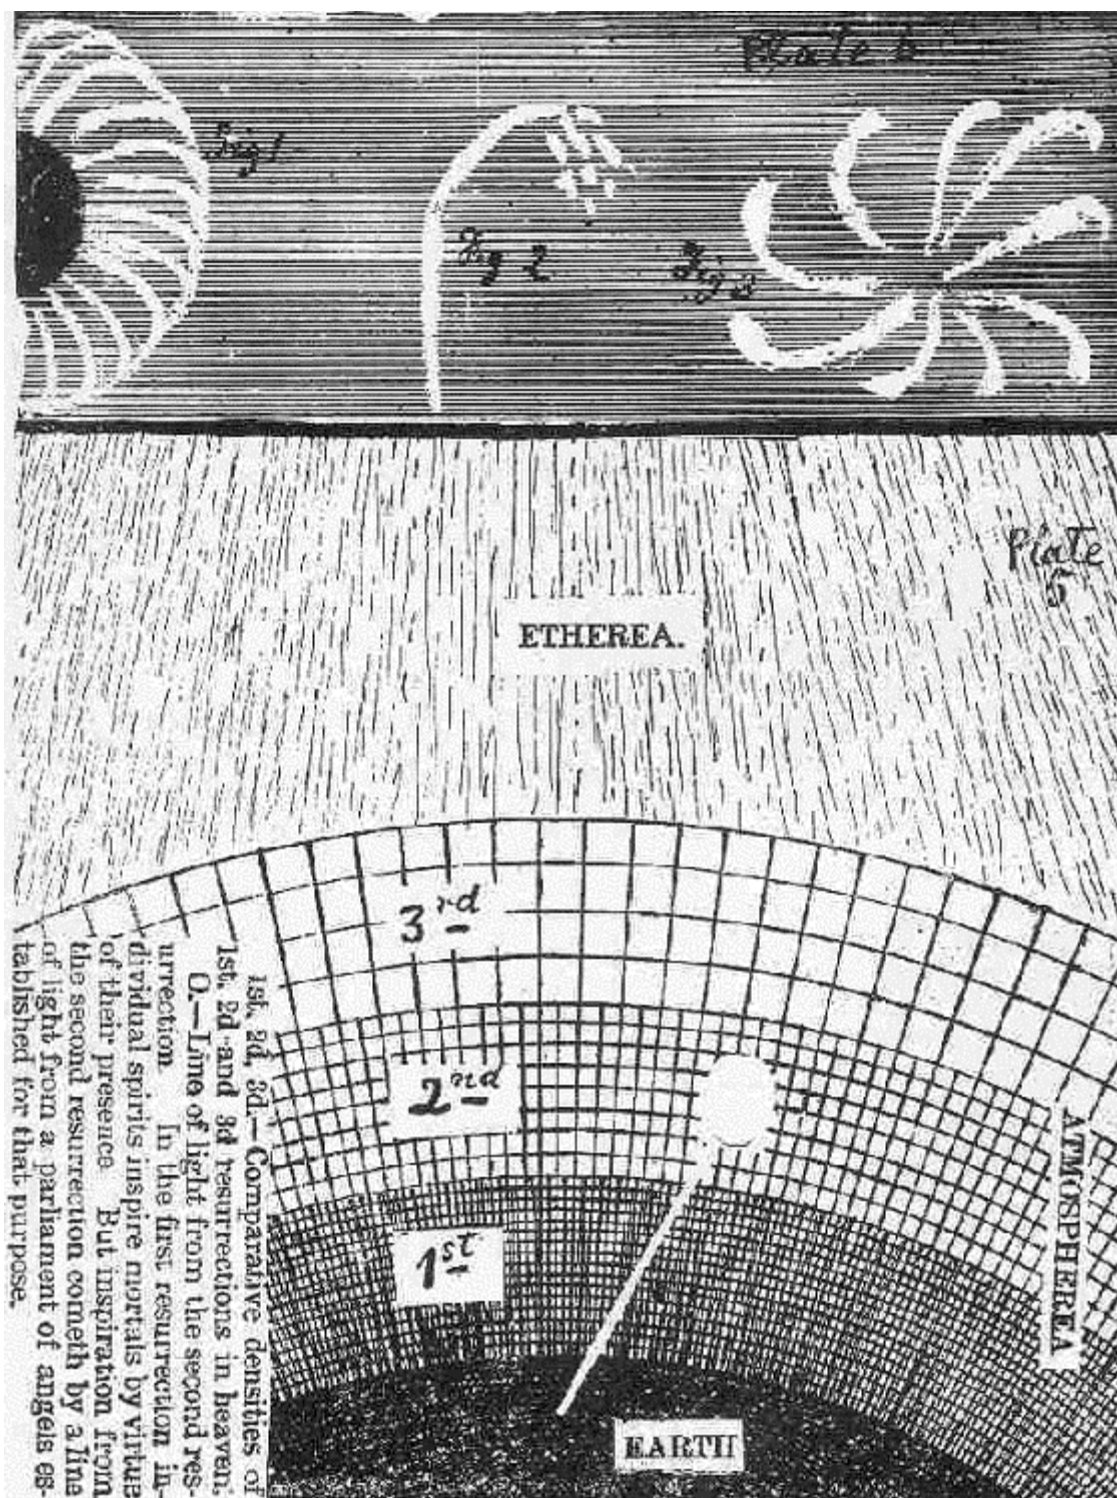 Plate 6
Fig 1
Fig 2
Fig 3
Plate
5
ETHEREA.
3rd
2nd
1st
ATMOSPHEREA
EARTH
1st, 2d, 3d.—Comparative densities of
1st, 2d and 3d resurrections in heaven.
O.—Line of light from the second res-
urrection. In the first resurrection in-
dividual spirits inspire mortals by virtue
of their presence But inspiration from
the second resurrection cometh by a line
of light from a parliament of angels es-
tablished for that purpose.